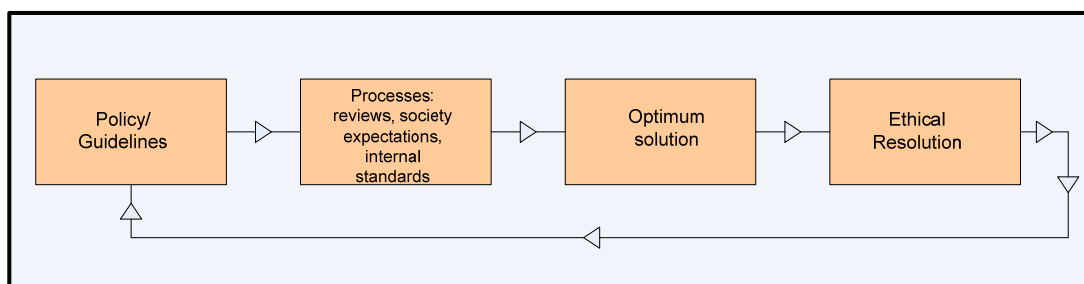 Policy/
Guidelines
Processes:
reviews, society
expectations,
internal
standards
Optimum
solution
Ethical
Resolution